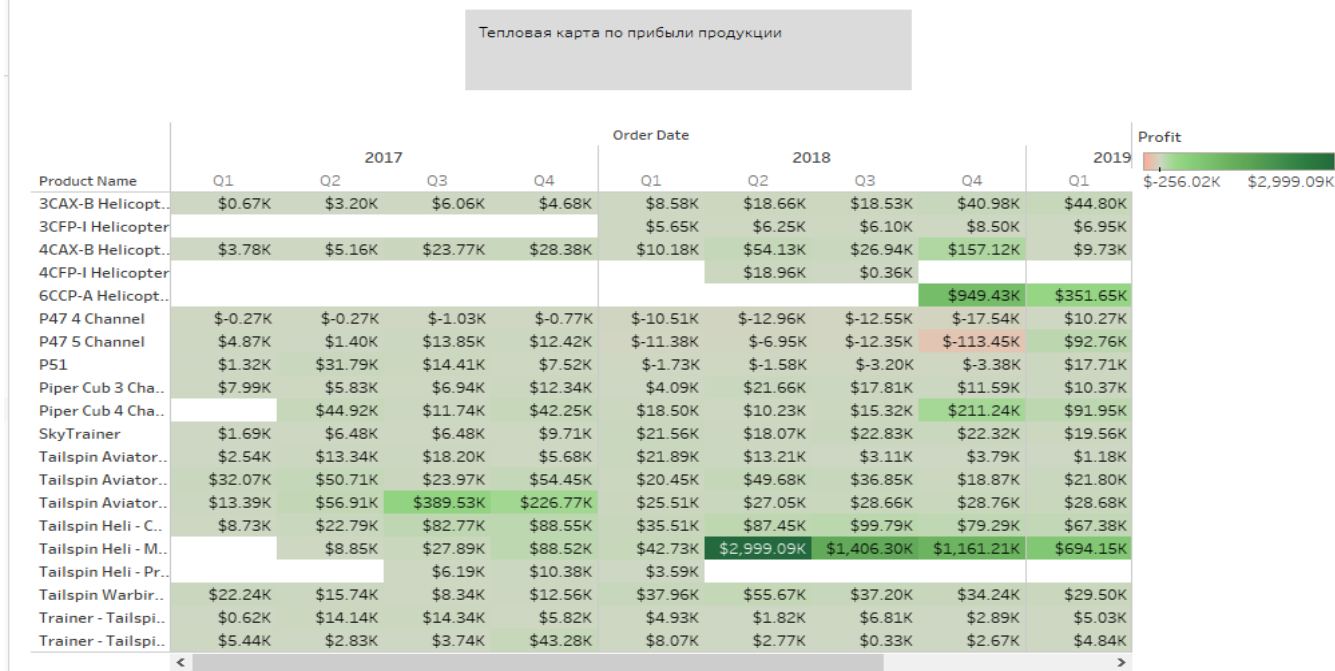 Тепловая карта по прибыли продукции
Order Date
Profit
2017 2018 2019
Product Name Q1 Q2 Q3 Q4 Q1 Q2 Q3 Q4 Q1
$-256.02K $2,999.09K
3CAX-B Helicopt.. $0.67K $3.20K $6.06K $4.68K $8.58K $18.66K $18.53K $40.98K $44.80K
3CFP-I Helicopter $5.65K $6.25K $6.10K $8.50K $6.95K
4CAX-B Helicopt.. $3.78K $5.16K $23.77K $28.38K $10.18K $54.13K $26.94K $157.12K $9.73K
4CFP-I Helicopter $18.96K $0.36K
6CCP-A Helicopt.. $949.43K $351.65K
P47 4 Channel $-0.27K $-0.27K $-1.03K $-0.77K $-10.51K $-12.96K $-12.55K $-17.54K $10.27K
P47 5 Channel $4.87K $1.40K $13.85K $12.42K $-11.38K $-6.95K $-12.35K $-113.45K $92.76K
P51 $1.32K $31.79K $14.41K $7.52K $-1.73K $-1.58K $-3.20K $-3.38K $17.71K
Piper Cub 3 Cha.. $7.99K $5.83K $6.94K $12.34K $4.09K $21.66K $17.81K $11.59K $10.37K
Piper Cub 4 Cha.. $44.92K $11.74K $42.25K $18.50K $10.23K $15.32K $211.24K $91.95K
SkyTrainer $1.69K $6.48K $6.48K $9.71K $21.56K $18.07K $22.83K $22.32K $19.56K
Tailspin Aviator.. $2.54K $13.34K $18.20K $5.68K $21.89K $13.21K $3.11K $3.79K $1.18K
Tailspin Aviator.. $32.07K $50.71K $23.97K $54.45K $20.45K $49.68K $36.85K $18.87K $21.80K
Tailspin Aviator.. $13.39K $56.91K $389.53K $226.77K $25.51K $27.05K $28.66K $28.76K $28.68K
Tailspin Heli - C.. $8.73K $22.79K $82.77K $88.55K $35.51K $87.45K $99.79K $79.29K $67.38K
Tailspin Heli - M.. $8.85K $27.89K $88.52K $42.73K $2,999.09K $1,406.30K $1,161.21K $694.15K
Tailspin Heli - Pr.. $6.19K $10.38K $3.59K
Tailspin Warbir.. $22.24K $15.74K $8.34K $12.56K $37.96K $55.67K $37.20K $34.24K $29.50K
Trainer - Tailspi.. $0.62K $14.14K $14.34K $5.82K $4.93K $1.82K $6.81K $2.89K $5.03K
Trainer - Tailspi.. $5.44K $2.83K $3.74K $43.28K $8.07K $2.77K $0.33K $2.67K $4.84K